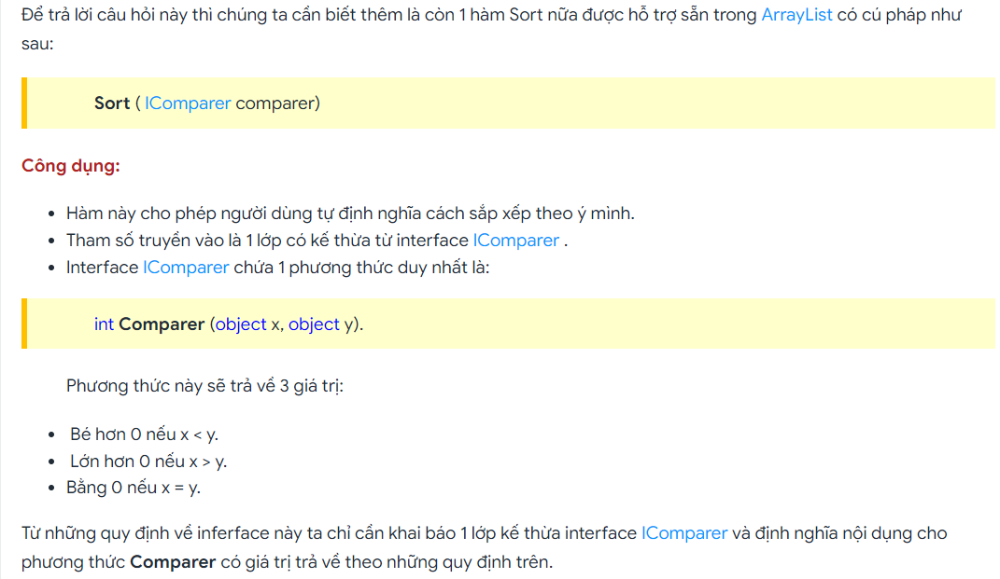 Để trả lời câu hỏi này thì chúng ta cần biết thêm là còn 1 hàm Sort nữa được hỗ trợ sẵn trong ArrayList có cú pháp như
sau:
Sort ( IComparer comparer)
Công dụng:
• Hàm này cho phép người dùng tự định nghĩa cách sắp xếp theo ý mình.
• Tham số truyền vào là 1 lớp có kế thừa từ interface IComparer .
• Interface IComparer chứa 1 phương thức duy nhất là:
int Comparer (object x, object y).
Phương thức này sẽ trả về 3 giá trị:
• Bé hơn 0 nếu x < y.
• Lớn hơn 0 nếu x > y.
• Bằng 0 nếu x = y.
Từ những quy định về inferface này ta chỉ cần khai báo 1 lớp kế thừa interface IComparer và định nghĩa nội dụng cho
phương thức Comparer có giá trị trả về theo những quy định trên.